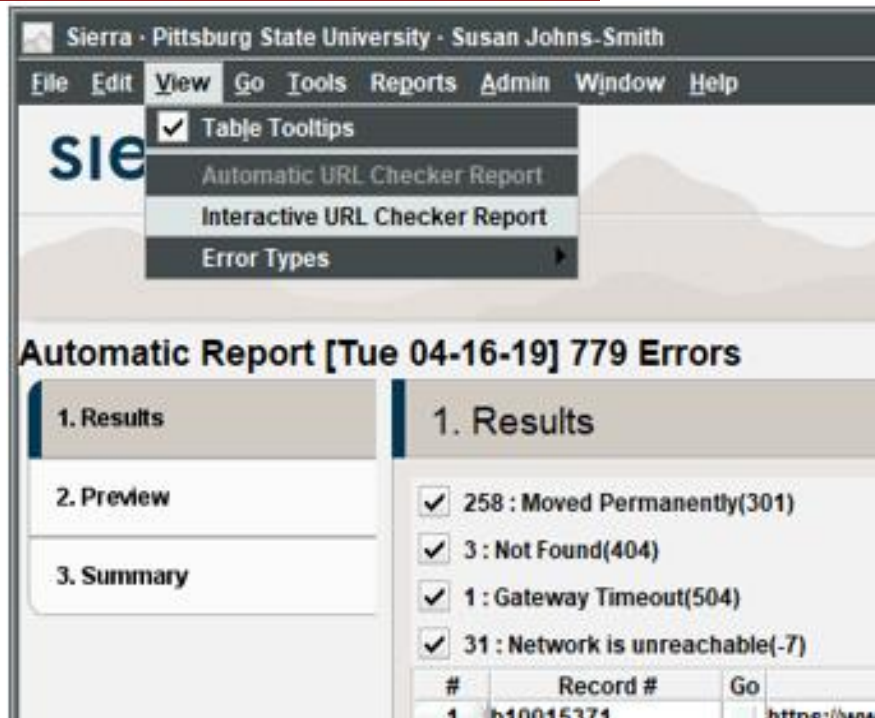 Sierra · Pittsburg State University · Susan Johns-Smith
File Edit View Go Tools Reports Admin Window Help
Table Tooltips
Automatic URL Checker Report
Interactive URL Checker Report
Error Types
Automatic Report [Tue 04-16-19] 779 Errors
1. Results
2. Preview
3. Summary
1. Results
258 : Moved Permanently(301)
3 : Not Found(404)
1 : Gateway Timeout(504)
31 : Network is unreachable(-7)
# Record # Go
1 b10015371